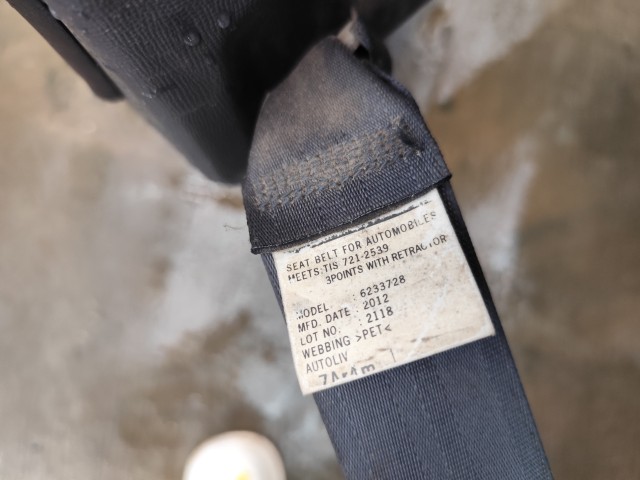 SEAT BELT FOR AUTOMOBILES
MEETS:TIS 721-2539
3POINTS WITH RETRACTOR
MODEL : 6233728
MFD. DATE : 2012
LOT NO. : 2118
WEBBING >PET<
AUTOLIV